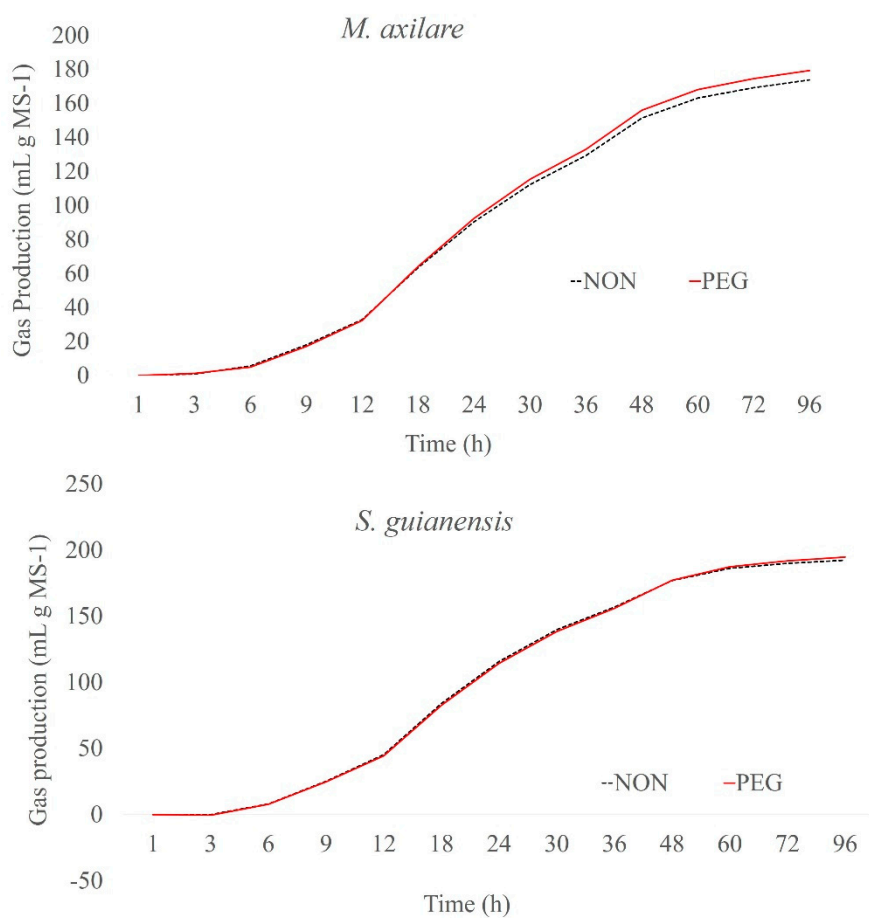 M. axilare
Gas Production (mL g MS-1)
200
180
160
140
120
100
80
60
40
20
0
NON PEG
1 3 6 9 12 18 24 30 36 48 60 72 96
Time (h)
S. guianensis
Gas production (mL g MS-1)
250
200
150
100
50
0
-50
NON PEG
1 3 6 9 12 18 24 30 36 48 60 72 96
Time (h)